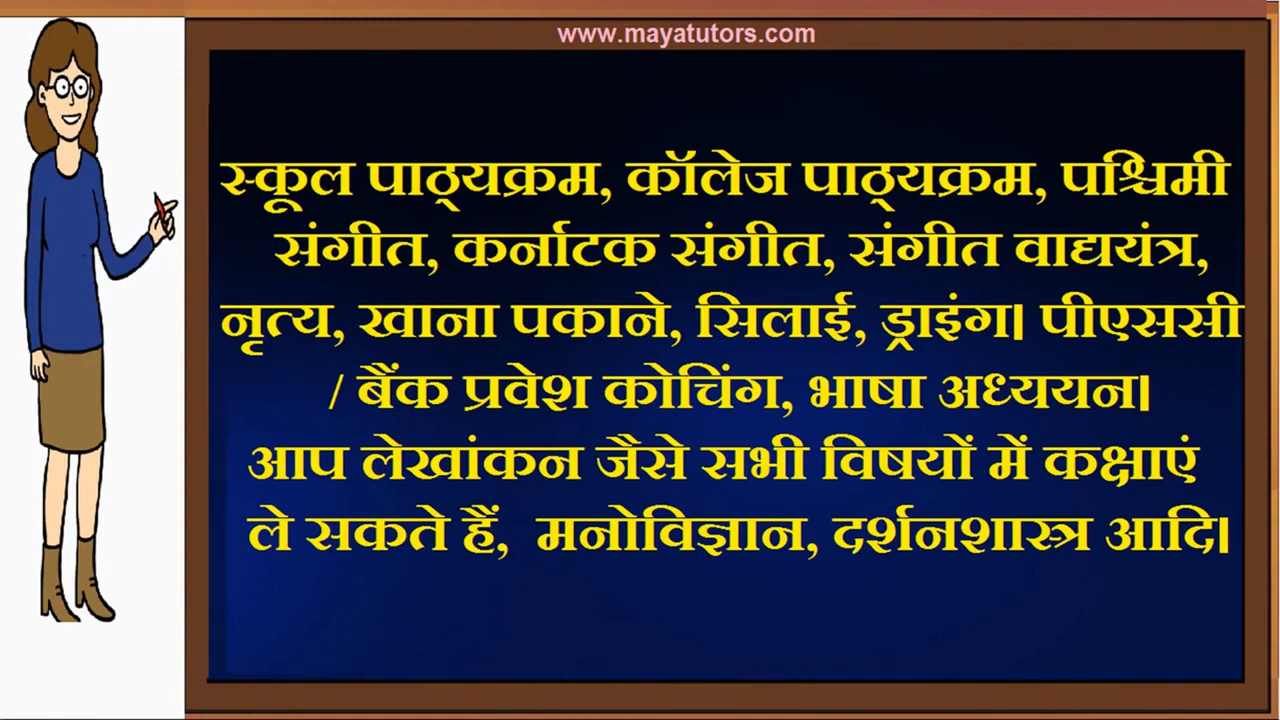 www.mayatutors.com
स्कूल पाठ्यक्रम, कॉलेज पाठ्यक्रम, पश्चिमी
संगीत, कर्नाटक संगीत, संगीत वाद्ययंत्र,
नृत्य, खाना पकाने, सिलाई, ड्राइंग। पीएससी
/ बैंक प्रवेश कोचिंग, भाषा अध्ययन।
आप लेखांकन जैसे सभी विषयों में कक्षाएं
ले सकते हैं, मनोविज्ञान, दर्शनशास्त्र आदि।